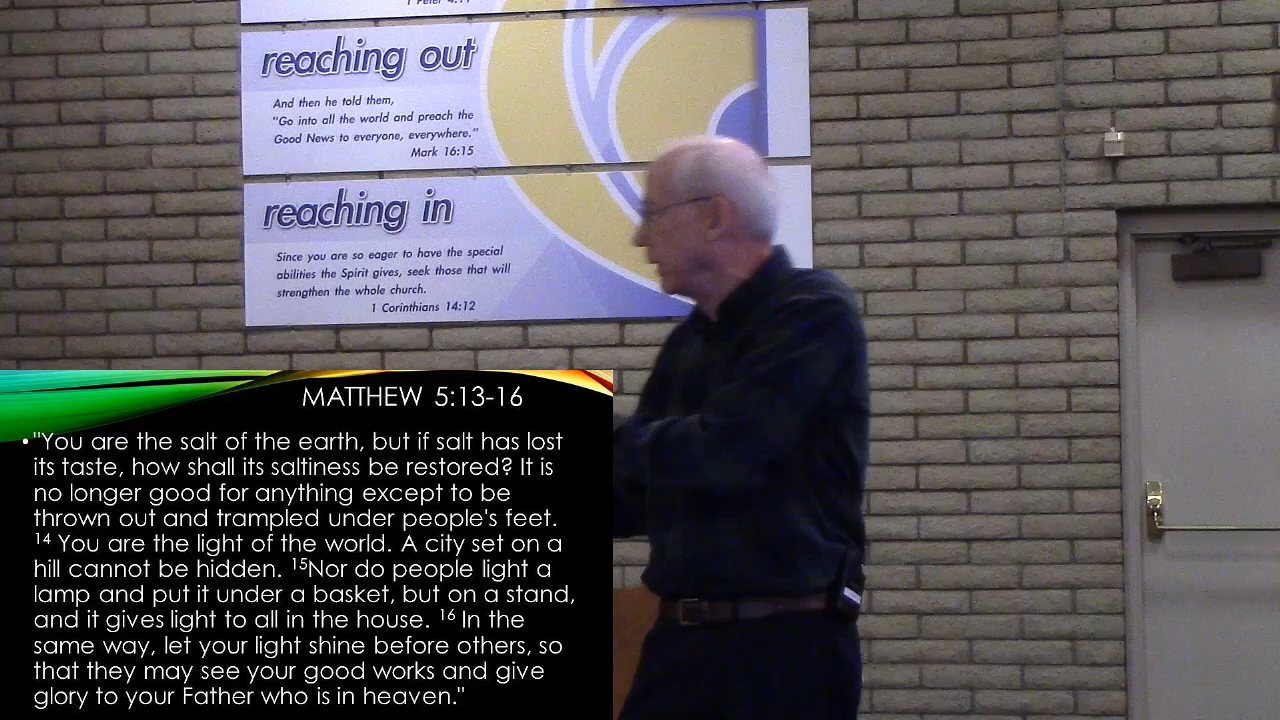 1 Peter 4:11
reaching out
And then he told them,
"Go into all the world and preach the
Good News to everyone, everywhere."
Mark 16:15
reaching in
Since you are so eager to have the special
abilities the Spirit gives, seek those that will
strengthen the whole church.
1 Corinthians 14:12
MATTHEW 5:13-16
• "You are the salt of the earth, but if salt has lost
its taste, how shall its saltiness be restored? It is
no longer good for anything except to be
thrown out and trampled under people's feet.
14 You are the light of the world. A city set on a
hill cannot be hidden. 15Nor do people light a
lamp and put it under a basket, but on a stand,
and it gives light to all in the house. 16 In the
same way, let your light shine before others, so
that they may see your good works and give
glory to your Father who is in heaven."